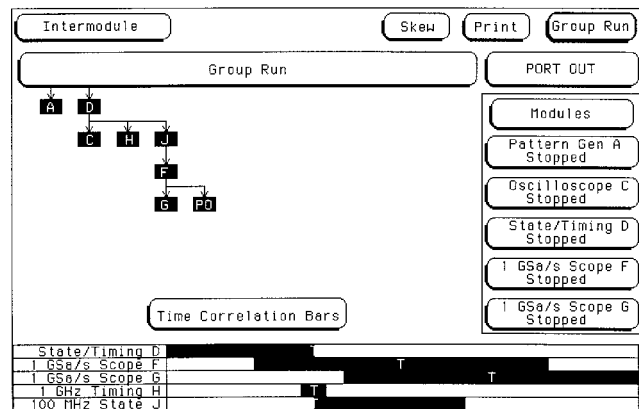 Intermodule
Skew
Print
Group Run
Group Run
PORT OUT
A
D
C
H
J
F
G
PO
Modules
Pattern Gen A
Stopped
Oscilloscope C
Stopped
State/Timing D
Stopped
1 GSa/s Scope F
Stopped
1 GSa/s Scope G
Stopped
Time Correlation Bars
State/Timing D
T
1 GSa/s Scope F
T
1 GSa/s Scope G
T
1 GHz Timing H
T
100 MHz State J
T